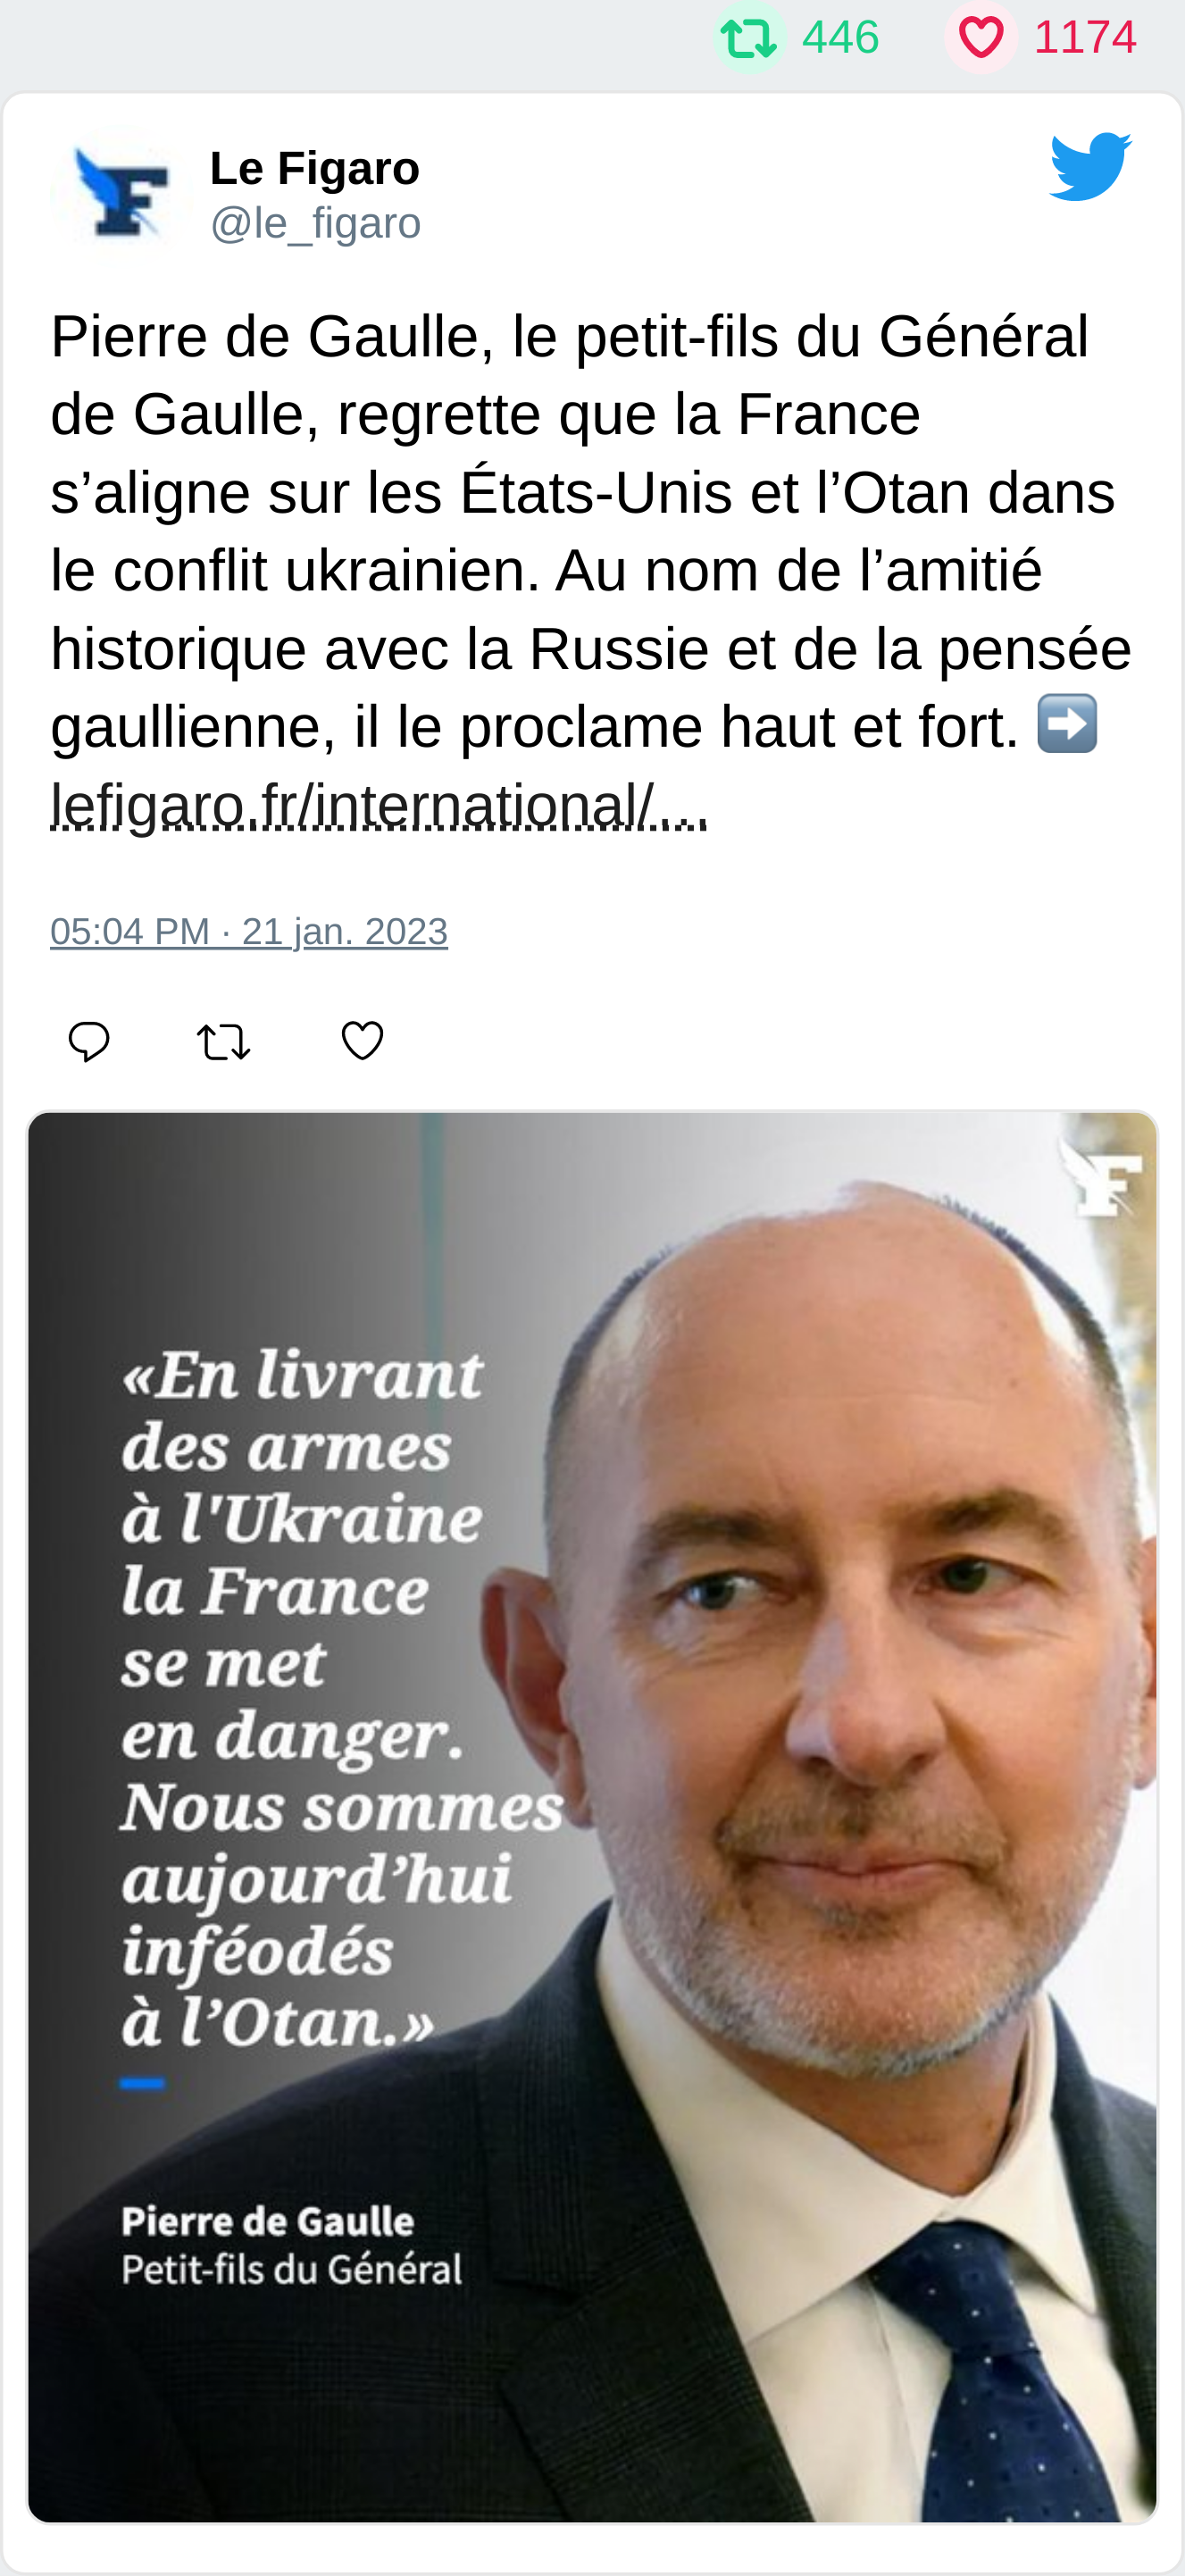 446 1174
Le Figaro
@le_figaro
Pierre de Gaulle, le petit-fils du Général
de Gaulle, regrette que la France
s’aligne sur les États-Unis et l’Otan dans
le conflit ukrainien. Au nom de l’amitié
historique avec la Russie et de la pensée
gaullienne, il le proclame haut et fort. ➡️
lefigaro.fr/international/…
05:04 PM · 21 jan. 2023
F
«En livrant
des armes
à l'Ukraine
la France
se met
en danger.
Nous sommes
aujourd’hui
inféodés
à l’Otan.»
Pierre de Gaulle
Petit-fils du Général